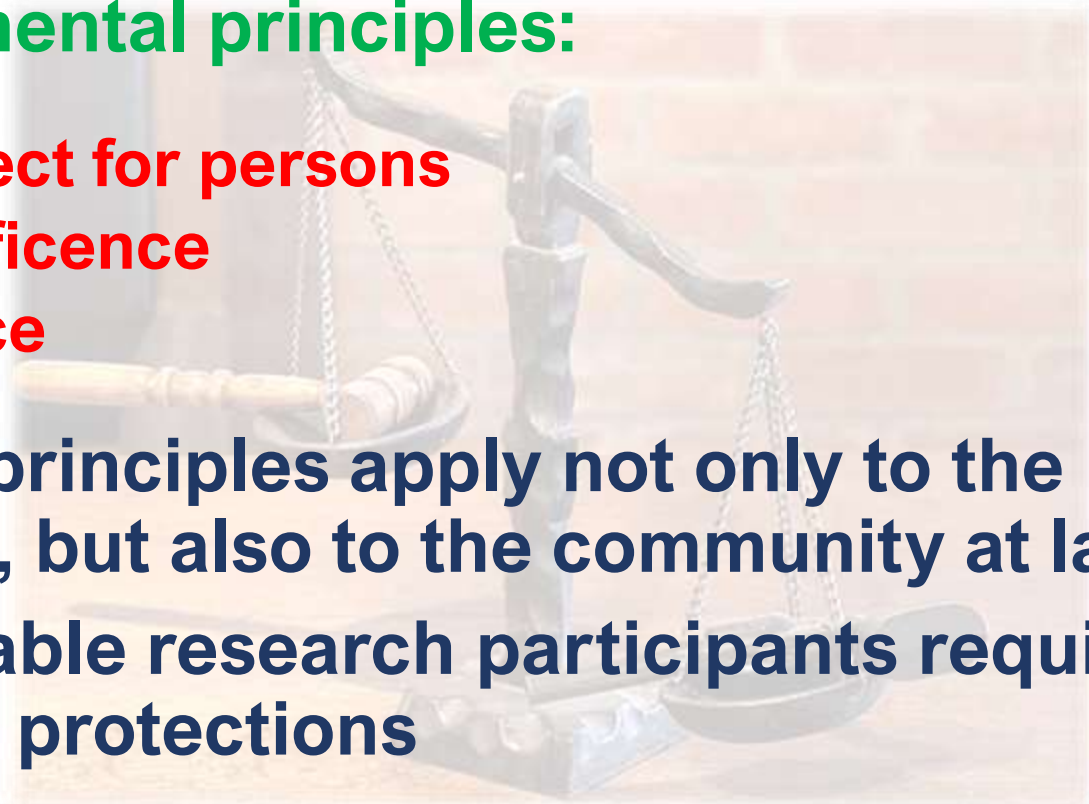 mental principles:
ect for persons
ficence
ce
principles apply not only to the
, but also to the community at la
able research participants requi
protections